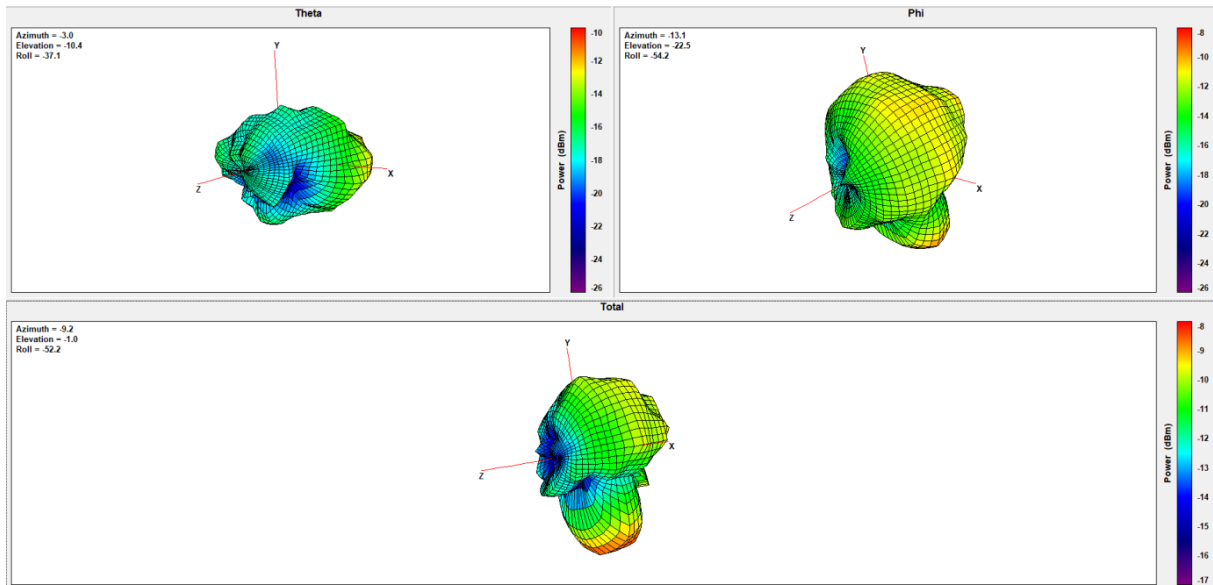 Theta
Azimuth = -3.0
Elevation = -10.4
Roll = -37.1
Y
X
Z
-10
-12
-14
-16
-18
-20
-22
-24
-26
Power (dBm)
Phi
Azimuth = -13.1
Elevation = -22.5
Roll = -54.2
Y
X
Z
-8
-10
-12
-14
-16
-18
-20
-22
-24
-26
Power (dBm)
Total
Azimuth = -9.2
Elevation = -1.0
Roll = -52.2
Y
X
Z
-8
-9
-10
-11
-12
-13
-14
-15
-16
-17
Power (dBm)